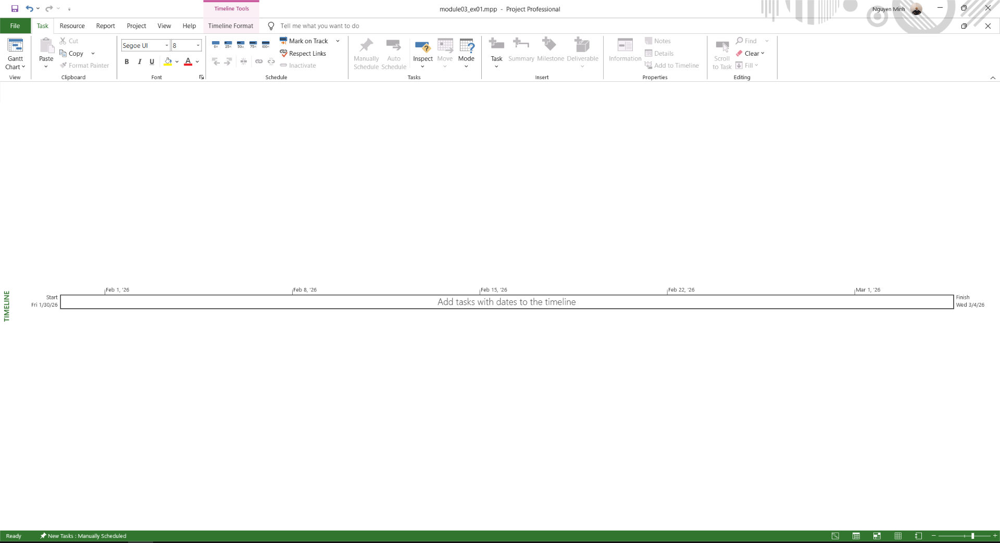 Timeline Tools
module03_ex01.mpp - Project Professional
Nguyen Minh
File Task Resource Report Project View Help Timeline Format Tell me what you want to do
Gantt Chart
View
Paste
Cut
Copy
Format Painter
Clipboard
Segoe UI 8
B I U A
Font
0% 25% 50% 75% 100%
Mark on Track
Respect Links
Inactivate
Schedule
Manually Schedule
Auto Schedule
Inspect
Move
Mode
Tasks
Task
Summary
Milestone
Deliverable
Insert
Information
Notes
Details
Add to Timeline
Properties
Scroll to Task
Find
Clear
Fill
Editing
TIMELINE
Feb 1, '26 Feb 8, '26 Feb 15, '26 Feb 22, '26 Mar 1, '26
Start
Fri 1/30/26
Add tasks with dates to the timeline
Finish
Wed 3/4/26
Ready New Tasks : Manually Scheduled